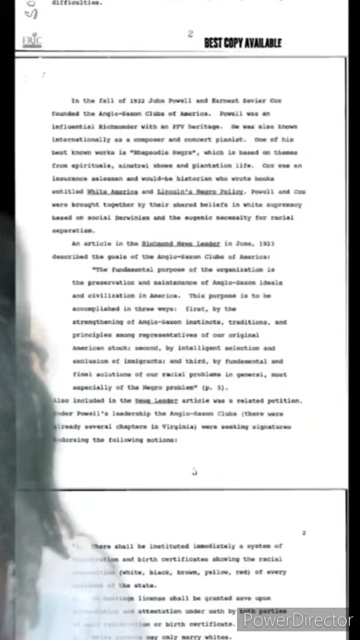 difficulties.
2
ERIC
BEST COPY AVAILABLE
In the fall of 1922 John Powell and Earnest Sevier Cox
founded the Anglo-Saxon Clubs of America. Powell was an
influential Richmonder with an FFV heritage. He was also known
internationally as a composer and concert pianist. One of his
best known works is "Rhapsodie Negre", which is based on themes
from spirituals, minstrel shows and plantation life. Cox was an
insurance salesman and would-be historian who wrote books
entitled White America and Lincoln's Negro Policy. Powell and Cox
were brought together by their shared beliefs in white supremacy
based on social Darwinism and the eugenic necessity for racial
separatism.
An article in the Richmond News Leader in June, 1923
described the goals of the Anglo-Saxon Clubs of America:
"The fundamental purpose of the organization is
the preservation and maintenance of Anglo-Saxon ideals
and civilization in America. This purpose is to be
accomplished in three ways: first, by the
strengthening of Anglo-Saxon instincts, traditions, and
principles among representatives of our original
American stock; second, by intelligent selection and
exclusion of immigrants; and third, by fundamental and
final solutions of our racial problems in general, most
especially of the Negro problem" (p. 5).
Also included in the News Leader article was a related petition.
Under Powell's leadership the Anglo-Saxon Clubs (there were
already several chapters in Virginia) were seeking signatures
endorsing the following motions:
2
There shall be instituted immediately a system of
and birth certificates showing the racial
(white, black, brown, yellow, red) of every
of the state.
marriage license shall be granted save upon
and attestation under oath by both parties
or birth certificate.
White persons may only marry whites.
PowerDirector